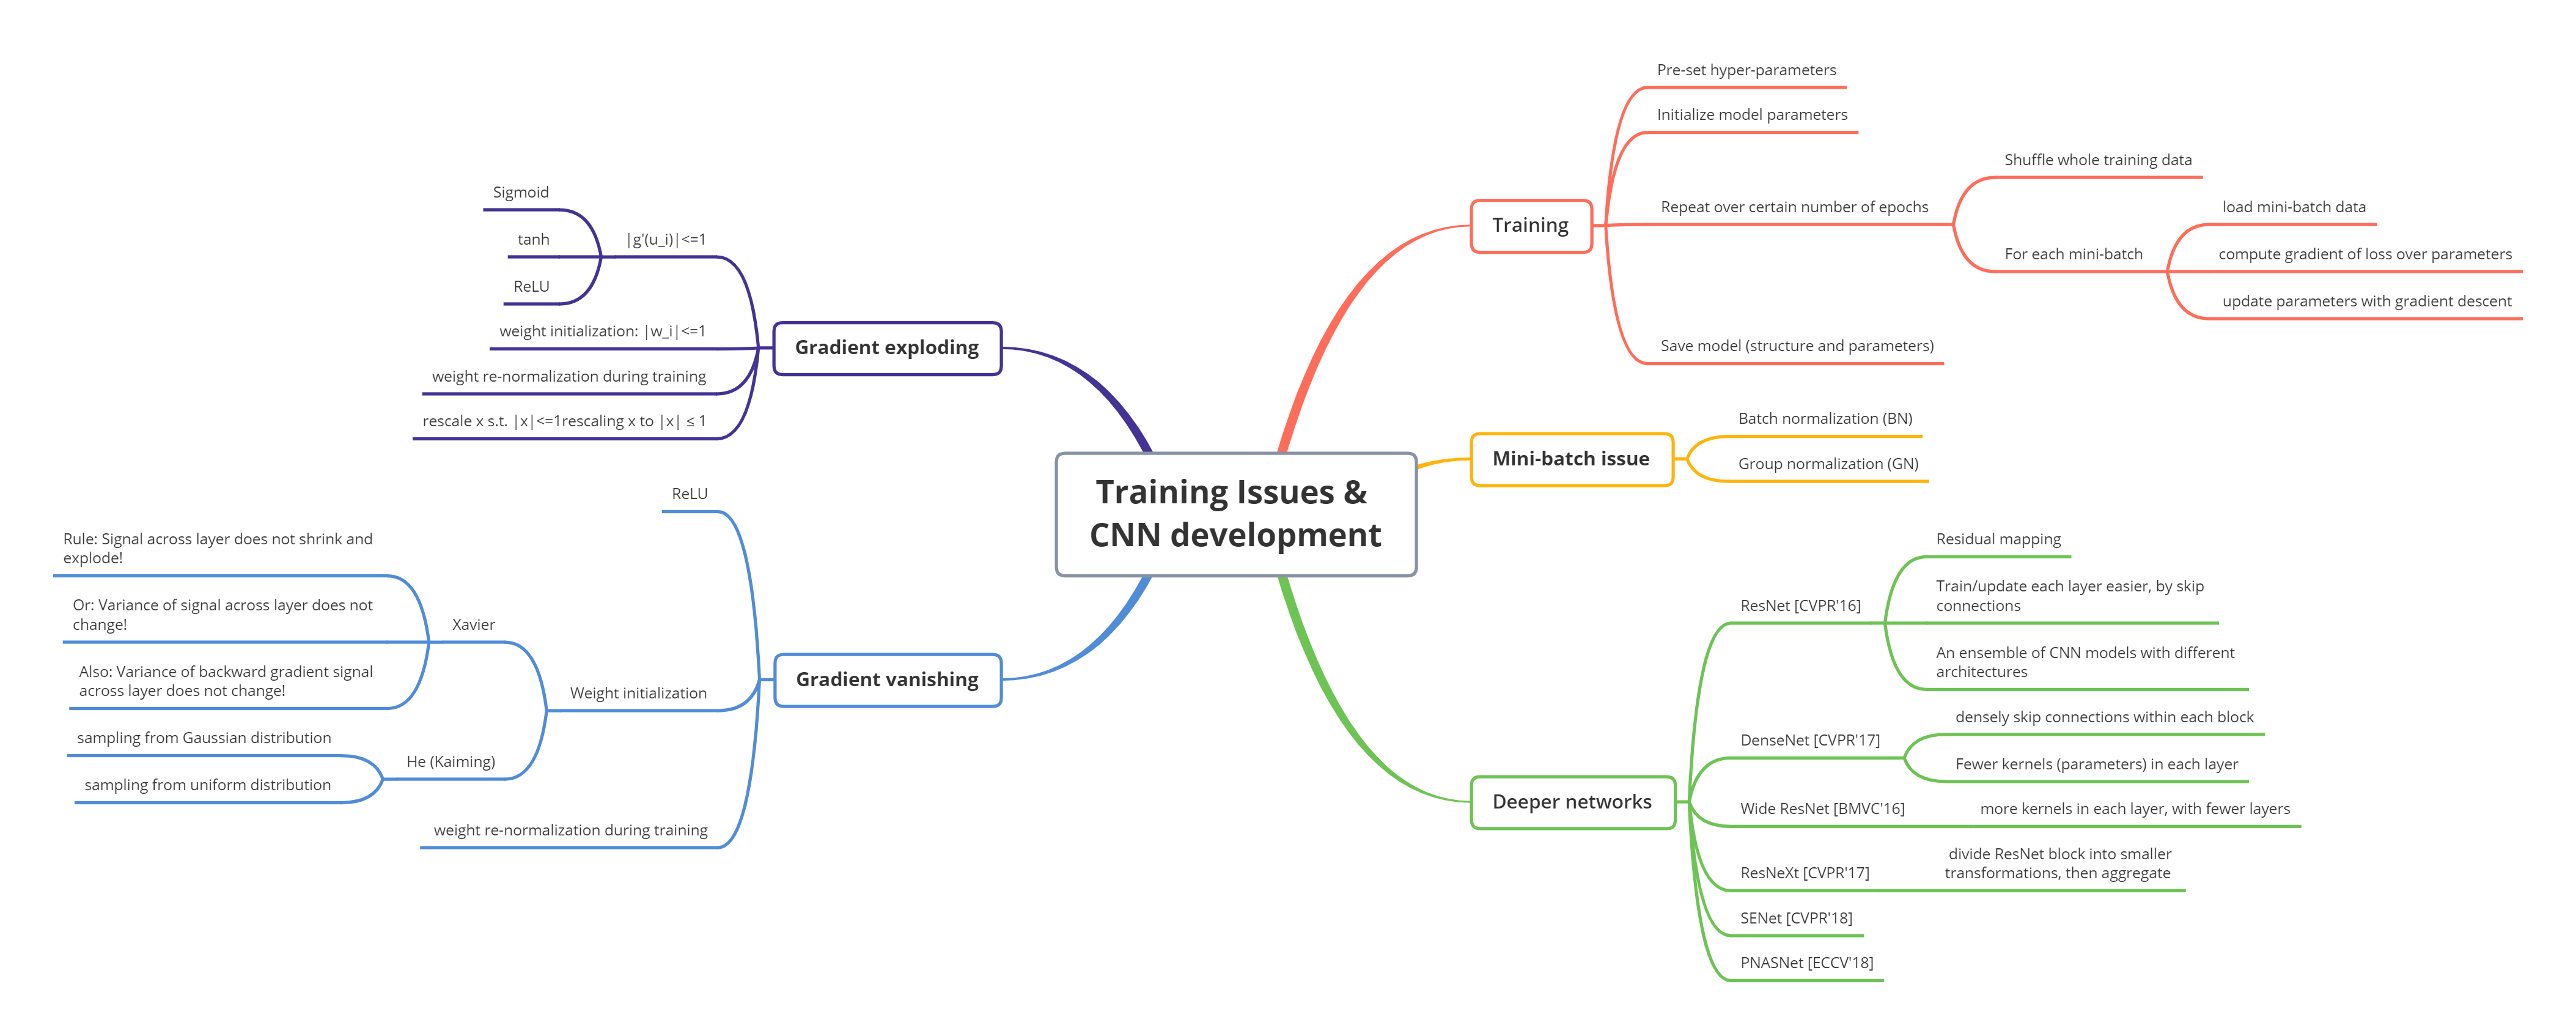 Training Issues &
CNN development
Training
Pre-set hyper-parameters
Initialize model parameters
Repeat over certain number of epochs
Shuffle whole training data
For each mini-batch
load mini-batch data
compute gradient of loss over parameters
update parameters with gradient descent
Save model (structure and parameters)
Mini-batch issue
Batch normalization (BN)
Group normalization (GN)
Deeper networks
ResNet [CVPR'16]
Residual mapping
Train/update each layer easier, by skip
connections
An ensemble of CNN models with different
architectures
DenseNet [CVPR'17]
densely skip connections within each block
Fewer kernels (parameters) in each layer
Wide ResNet [BMVC'16]
more kernels in each layer, with fewer layers
ResNeXt [CVPR'17]
divide ResNet block into smaller
transformations, then aggregate
SENet [CVPR'18]
PNASNet [ECCV'18]
Gradient exploding
|g'(u_i)|<=1
Sigmoid
tanh
ReLU
weight initialization: |w_i|<=1
weight re-normalization during training
rescale x s.t. |x|<=1rescaling x to |x| ≤ 1
Gradient vanishing
ReLU
Weight initialization
Xavier
Rule: Signal across layer does not shrink and
explode!
Or: Variance of signal across layer does not
change!
Also: Variance of backward gradient signal
across layer does not change!
He (Kaiming)
sampling from Gaussian distribution
sampling from uniform distribution
weight re-normalization during training